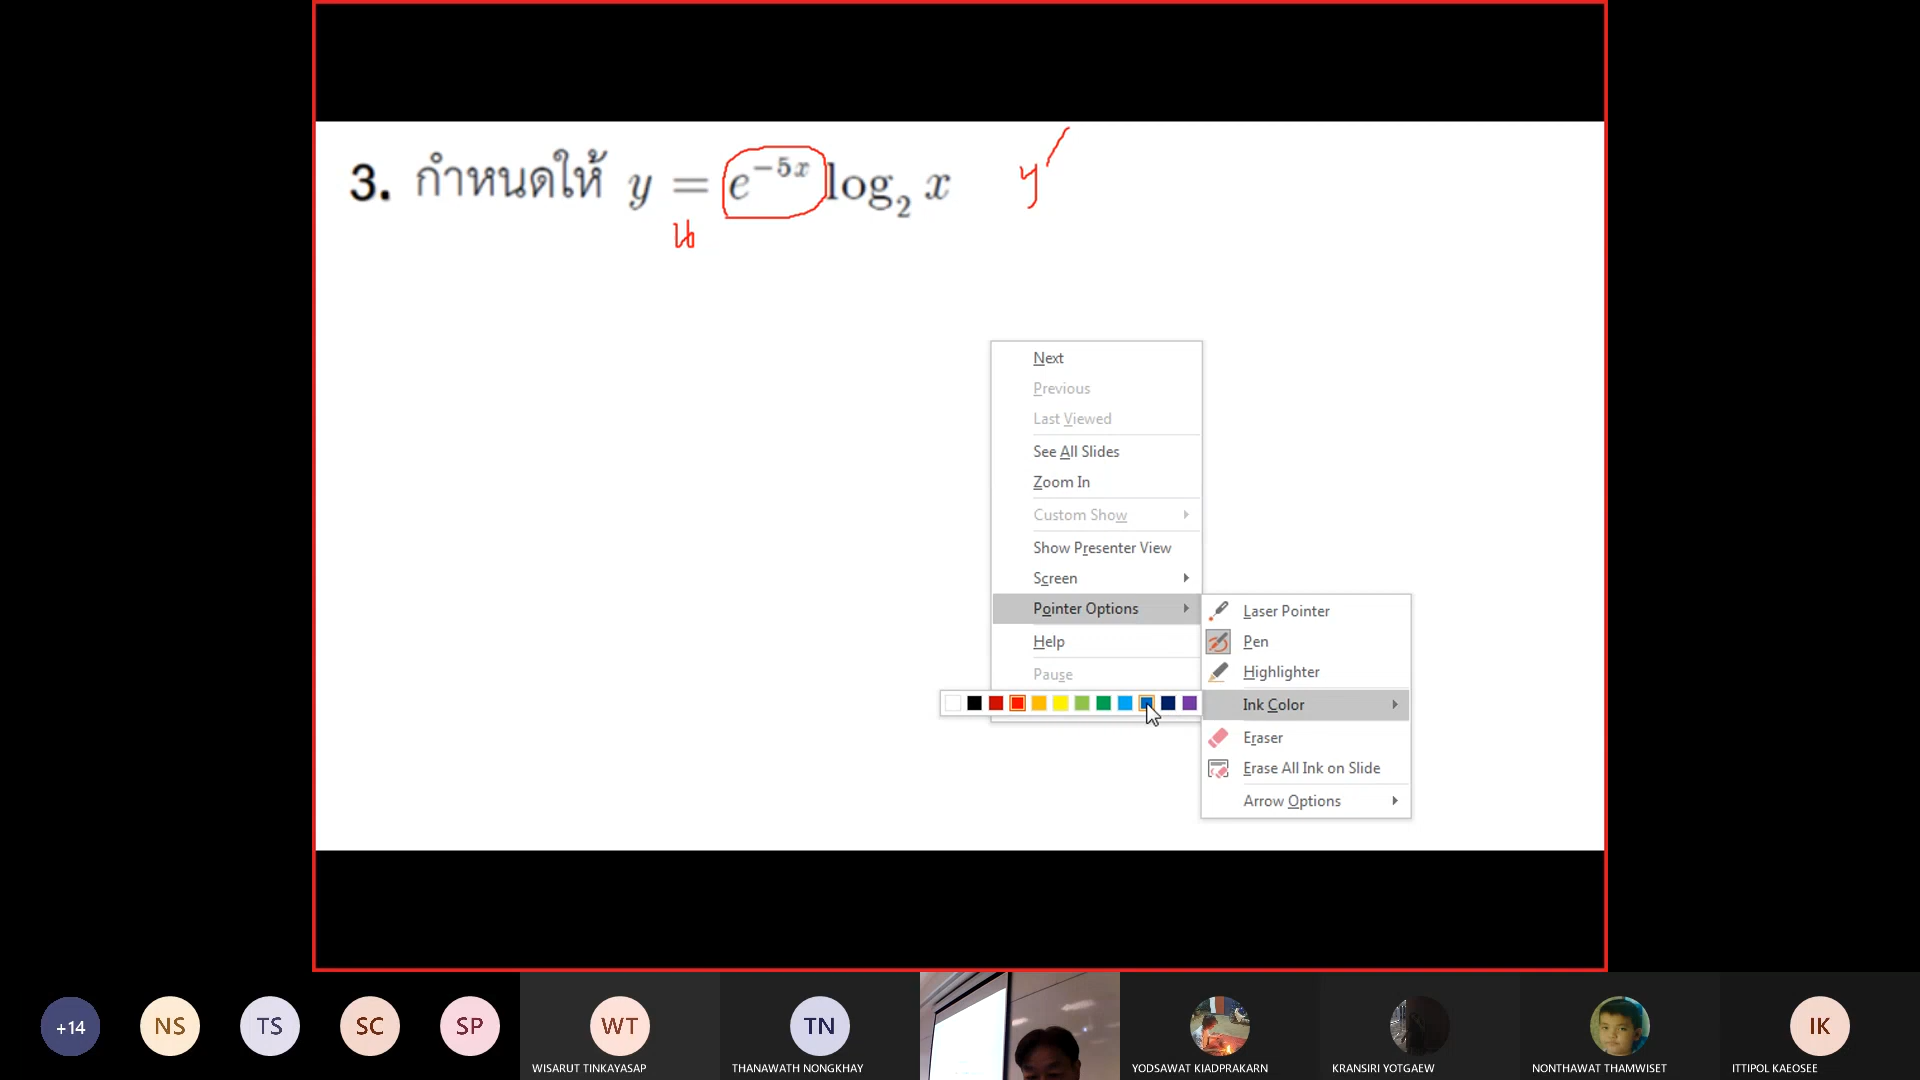 3. กำหนดให้ y = e^{-5x} log_2 x y′
น
Next
Previous
Last Viewed
See All Slides
Zoom In
Custom Show
Show Presenter View
Screen
Pointer Options
Help
Pause
Laser Pointer
Pen
Highlighter
Ink Color
Eraser
Erase All Ink on Slide
Arrow Options
+14 NS TS SC SP WT TN IK
WISARUT TINKAYASAP THANAWATH NONGKHAY YODSAWAT KIADPRAKARN KRANSIRI YOTGAEW NONTHAWAT THAMWISET ITTIPOL KAEOSEE